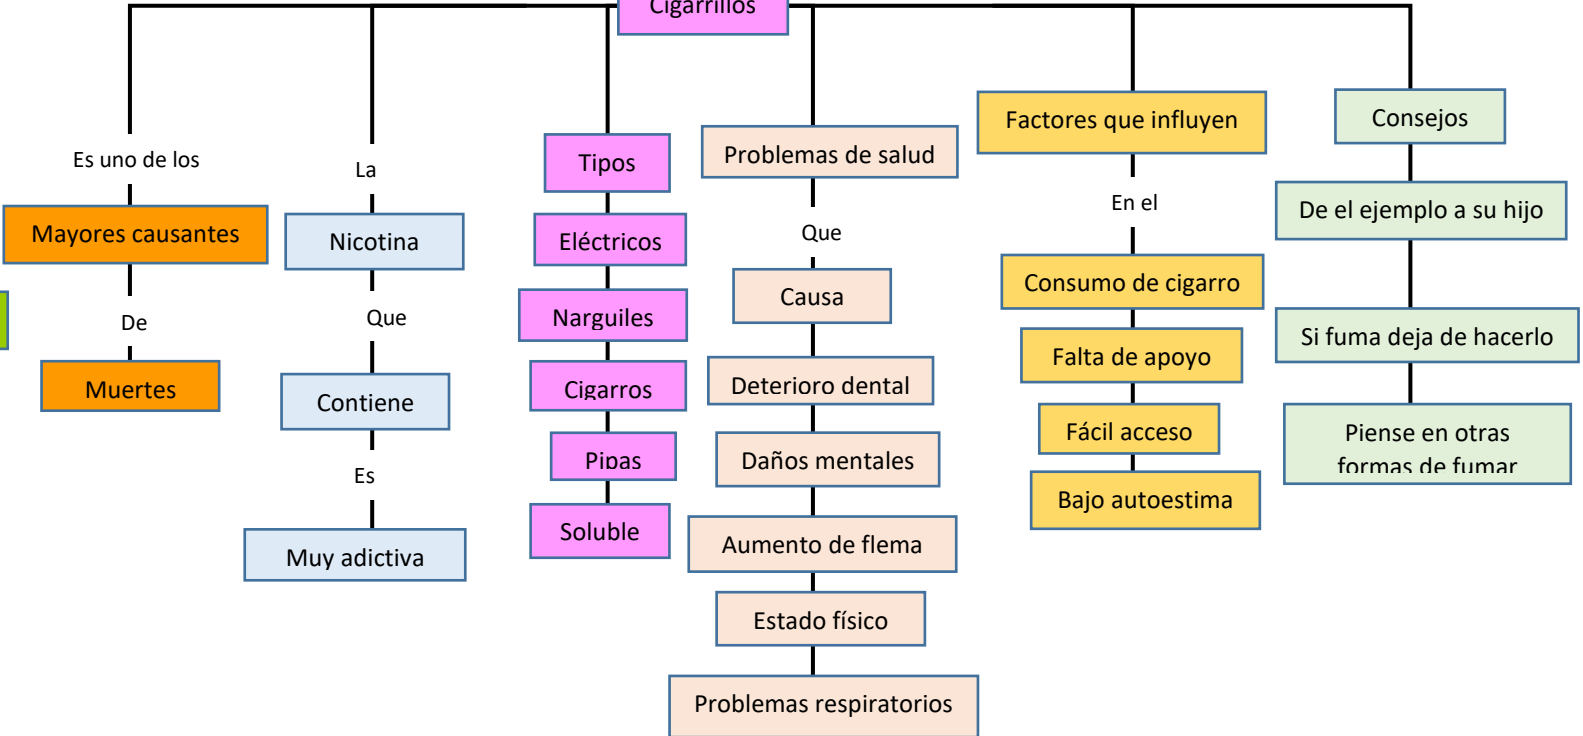 Cigarrillos
Es uno de los
Mayores causantes
De
Muertes
La
Nicotina
Que
Contiene
Es
Muy adictiva
Tipos
Eléctricos
Narguiles
Cigarros
Pipas
Soluble
Problemas de salud
Que
Causa
Deterioro dental
Daños mentales
Aumento de flema
Estado físico
Problemas respiratorios
Factores que influyen
En el
Consumo de cigarro
Falta de apoyo
Fácil acceso
Bajo autoestima
Consejos
De el ejemplo a su hijo
Si fuma deja de hacerlo
Piense en otras
formas de fumar